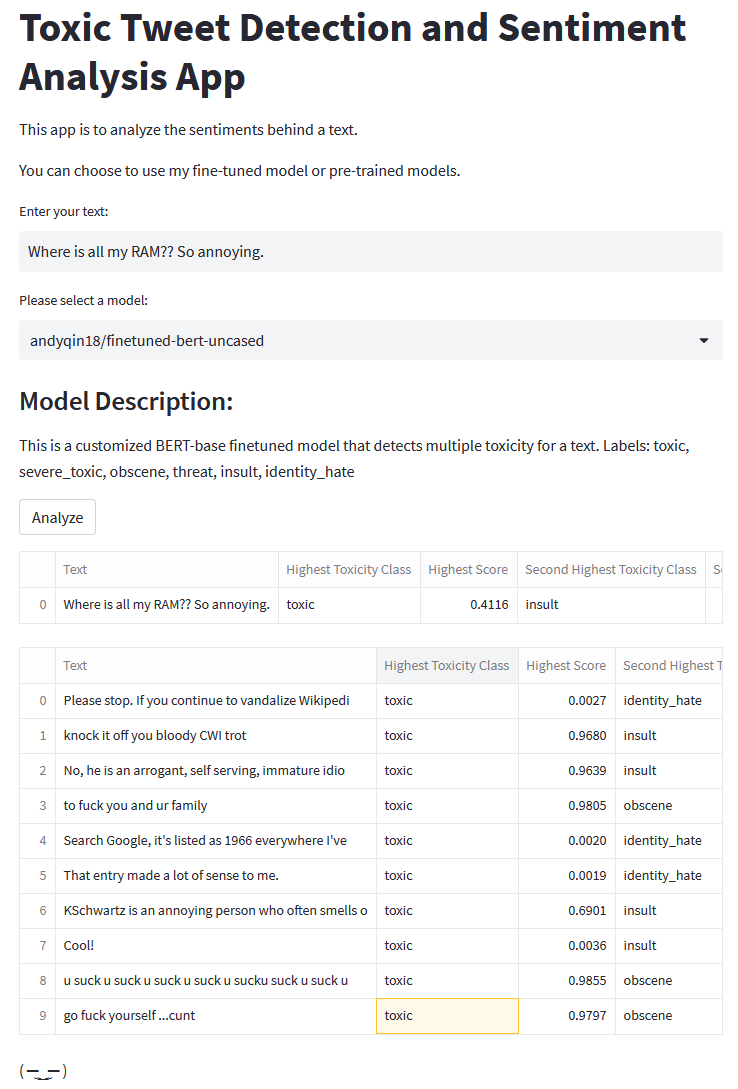 Toxic Tweet Detection and Sentiment
Analysis App
This app is to analyze the sentiments behind a text.
You can choose to use my fine-tuned model or pre-trained models.
Enter your text:
Where is all my RAM?? So annoying.
Please select a model:
andyqin18/finetuned-bert-uncased
Model Description:
This is a customized BERT-base finetuned model that detects multiple toxicity for a text. Labels: toxic,
severe_toxic, obscene, threat, insult, identity_hate
Analyze
Text Highest Toxicity Class Highest Score Second Highest Toxicity Class
0 Where is all my RAM?? So annoying. toxic 0.4116 insult
Text Highest Toxicity Class Highest Score Second Highest T
0 Please stop. If you continue to vandalize Wikipedi toxic 0.0027 identity_hate
1 knock it off you bloody CWI trot toxic 0.9680 insult
2 No, he is an arrogant, self serving, immature idio toxic 0.9639 insult
3 to fuck you and ur family toxic 0.9805 obscene
4 Search Google, it's listed as 1966 everywhere I've toxic 0.0020 identity_hate
5 That entry made a lot of sense to me. toxic 0.0019 identity_hate
6 KSchwartz is an annoying person who often smells o toxic 0.6901 insult
7 Cool! toxic 0.0036 insult
8 u suck u suck u suck u suck u sucku suck u suck u toxic 0.9855 obscene
9 go fuck yourself ...cunt toxic 0.9797 obscene